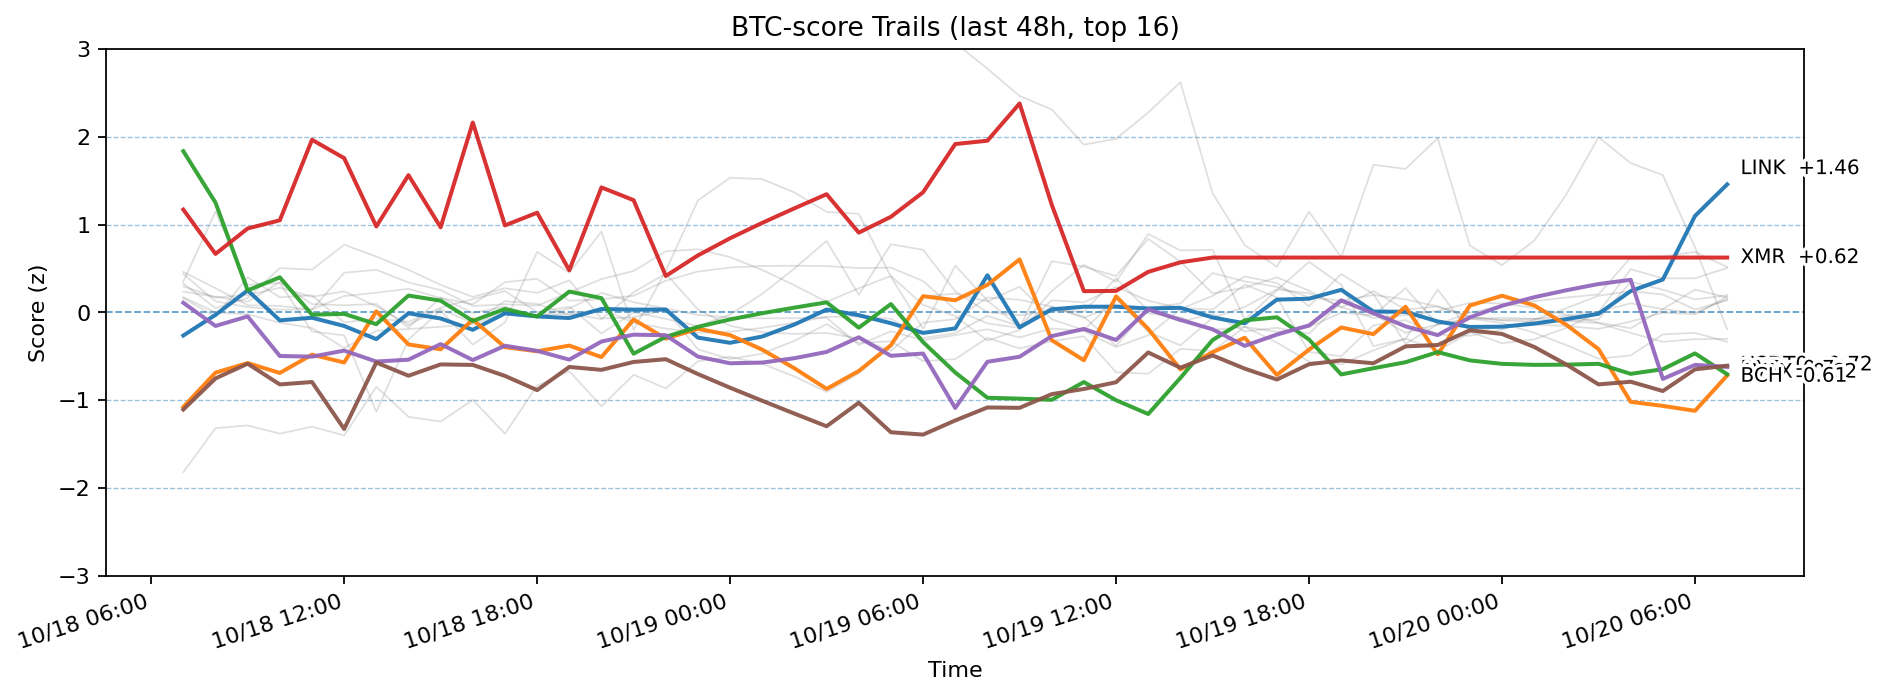 BTC-score Trails (last 48h, top 16)
Score (z)
3
2
1
0
−1
−2
−3
LINK +1.46
XMR +0.62
BCH -0.61
10/18 06:00
10/18 12:00
10/18 18:00
10/19 00:00
10/19 06:00
10/19 12:00
10/19 18:00
10/20 00:00
10/20 06:00
Time